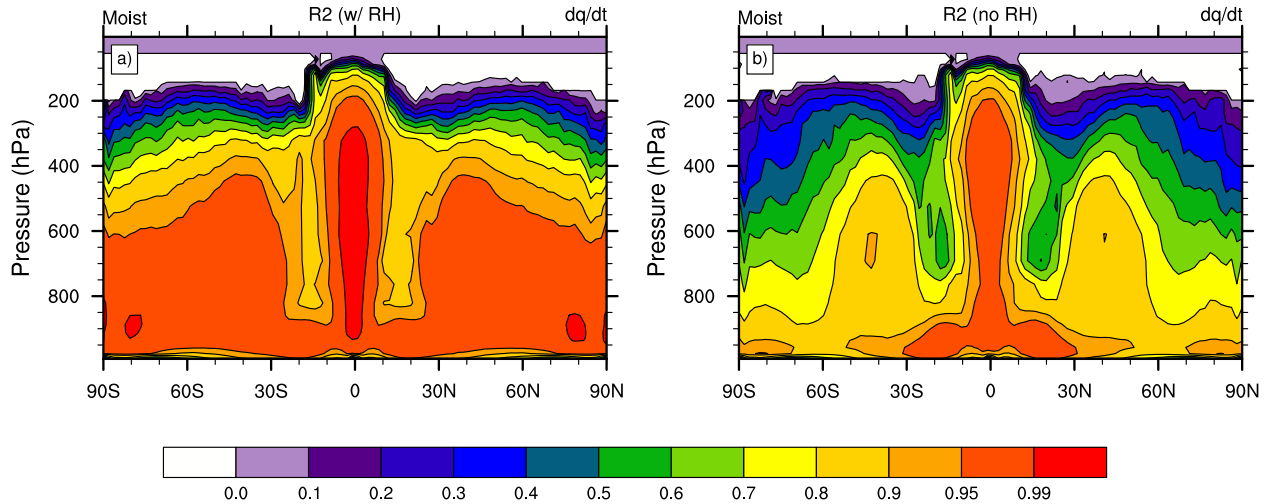 Moist R2 (w/ RH) dq/dt
a)
Pressure (hPa)
200
400
600
800
90S 60S 30S 0 30N 60N 90N
Moist R2 (no RH) dq/dt
b)
Pressure (hPa)
200
400
600
800
90S 60S 30S 0 30N 60N 90N
0.0 0.1 0.2 0.3 0.4 0.5 0.6 0.7 0.8 0.9 0.95 0.99